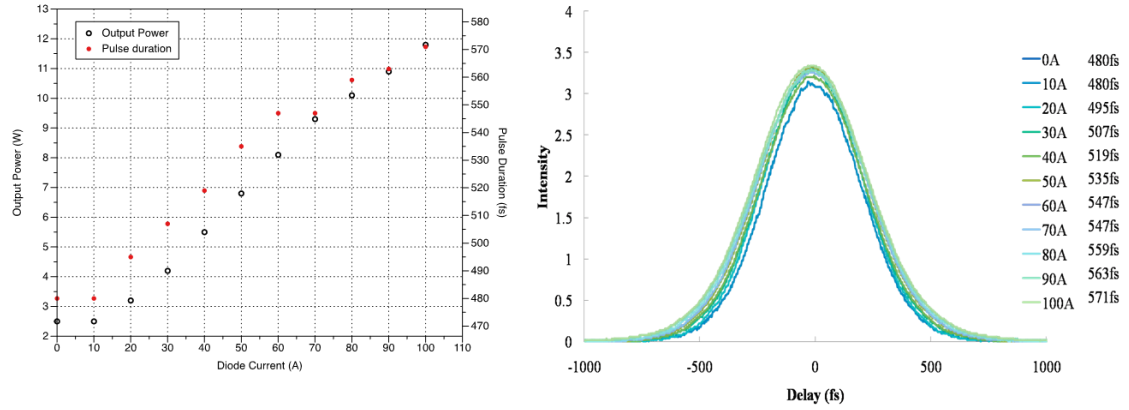 Output Power
Pulse duration
13
12
11
10
9
8
7
6
5
4
3
2
Output Power (W)
580
570
560
550
540
530
520
510
500
490
480
470
Pulse Duration (fs)
0 10 20 30 40 50 60 70 80 90 100 110
Diode Current (A)
4
3.5
3
2.5
2
1.5
1
0.5
0
Intensity
-1000 -500 0 500 1000
Delay (fs)
0A 480fs
10A 480fs
20A 495fs
30A 507fs
40A 519fs
50A 535fs
60A 547fs
70A 547fs
80A 559fs
90A 563fs
100A 571fs